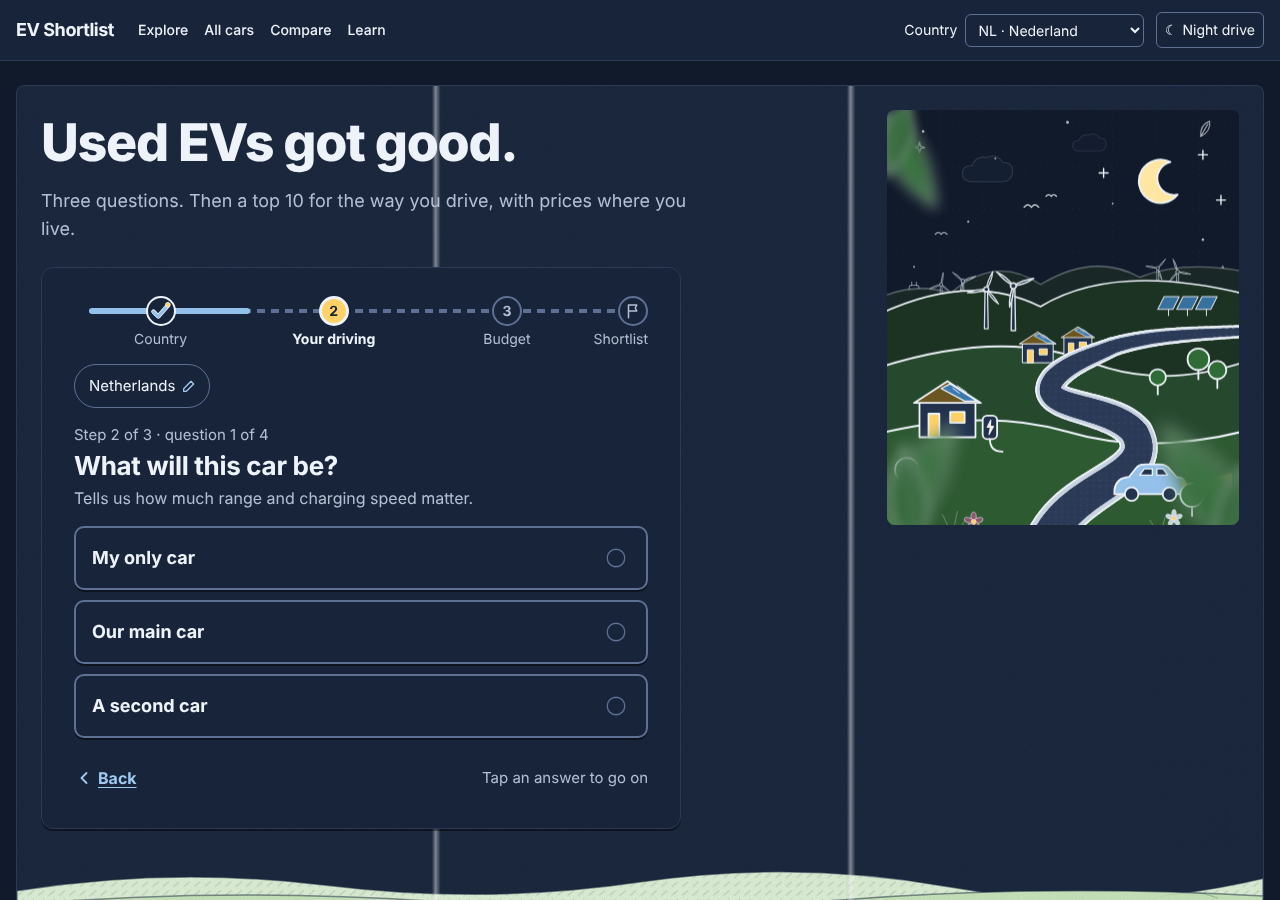 EV Shortlist Explore All cars Compare Learn Country NL · Nederland ☾ Night drive
Used EVs got good.
Three questions. Then a top 10 for the way you drive, with prices where you
live.
2 3
Country Your driving Budget Shortlist
Netherlands
Step 2 of 3 · question 1 of 4
What will this car be?
Tells us how much range and charging speed matter.
My only car
Our main car
A second car
Back Tap an answer to go on